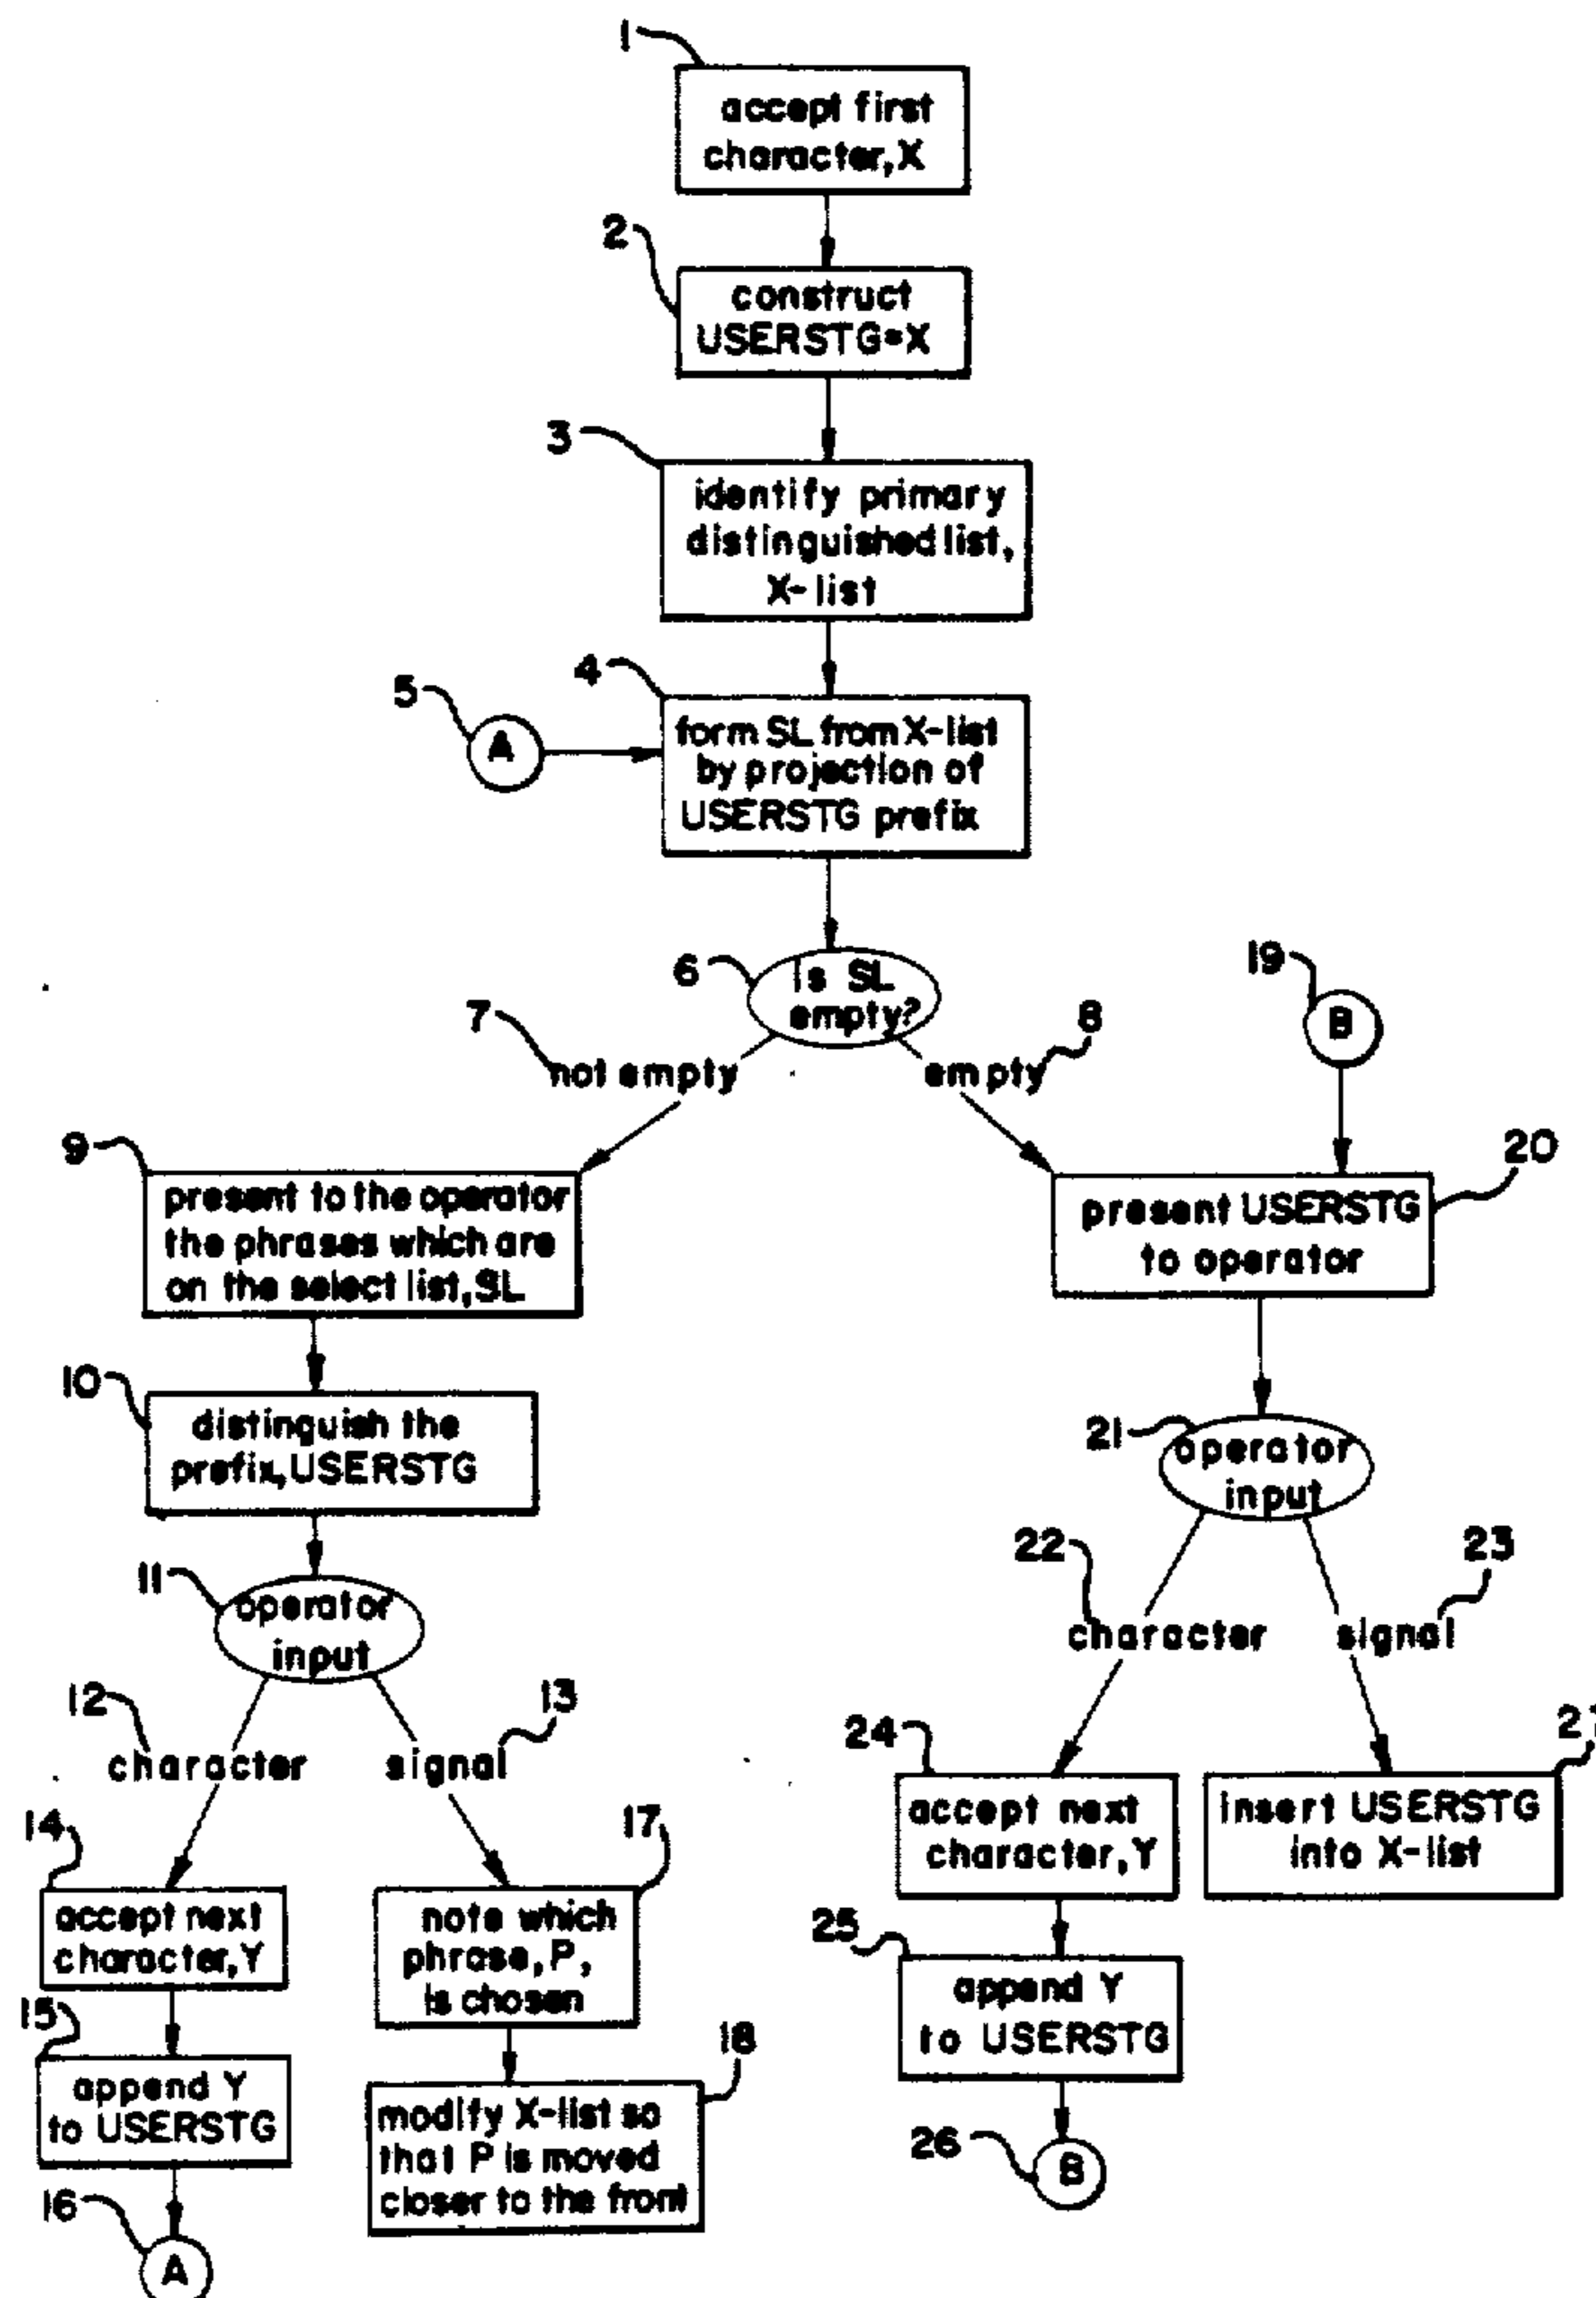 1
accept first
character, X
2
construct
USERSTG=X
3
identify primary
distinguished list,
X-list
4
5
A
form SL from X-list
by projection of
USERSTG prefix
6
Is SL
empty?
7
not empty
8
empty
19
B
9
present to the operator
the phrases which are
on the select list, SL
20
present USERSTG
to operator
10
distinguish the
prefix, USERSTG
21
operator
input
11
operator
input
22
character
23
signal
12
character
13
signal
24
accept next
character, Y
insert USERSTG
into X-list
14
accept next
character, Y
17
note which
phrase, P,
is chosen
25
append Y
to USERSTG
15
append Y
to USERSTG
18
modify X-list so
that P is moved
closer to the front
26
B
16
A